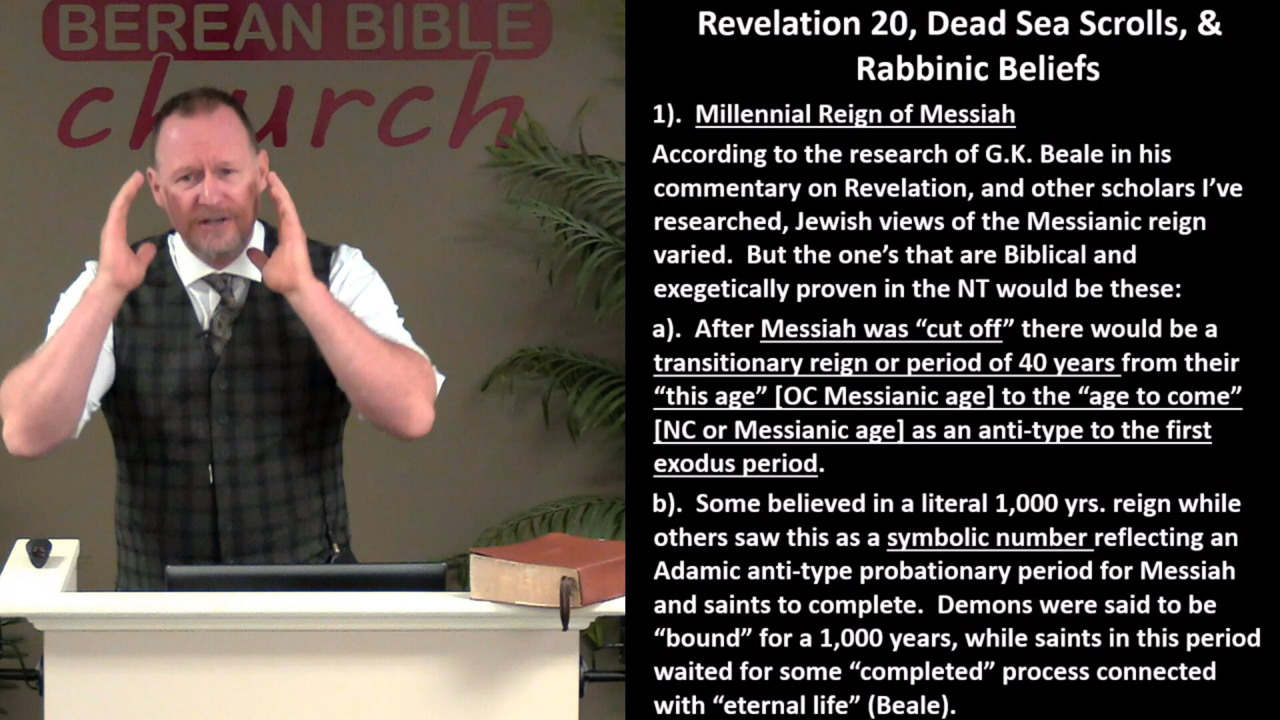 BEREAN BIBLE
church
Revelation 20, Dead Sea Scrolls, &
Rabbinic Beliefs
1). Millennial Reign of Messiah
According to the research of G.K. Beale in his
commentary on Revelation, and other scholars I’ve
researched, Jewish views of the Messianic reign
varied. But the one’s that are Biblical and
exegetically proven in the NT would be these:
a). After Messiah was “cut off” there would be a
transitionary reign or period of 40 years from their
“this age” [OC Messianic age] to the “age to come”
[NC or Messianic age] as an anti-type to the first
exodus period.
b). Some believed in a literal 1,000 yrs. reign while
others saw this as a symbolic number reflecting an
Adamic anti-type probationary period for Messiah
and saints to complete. Demons were said to be
“bound” for a 1,000 years, while saints in this period
waited for some “completed” process connected
with “eternal life” (Beale).